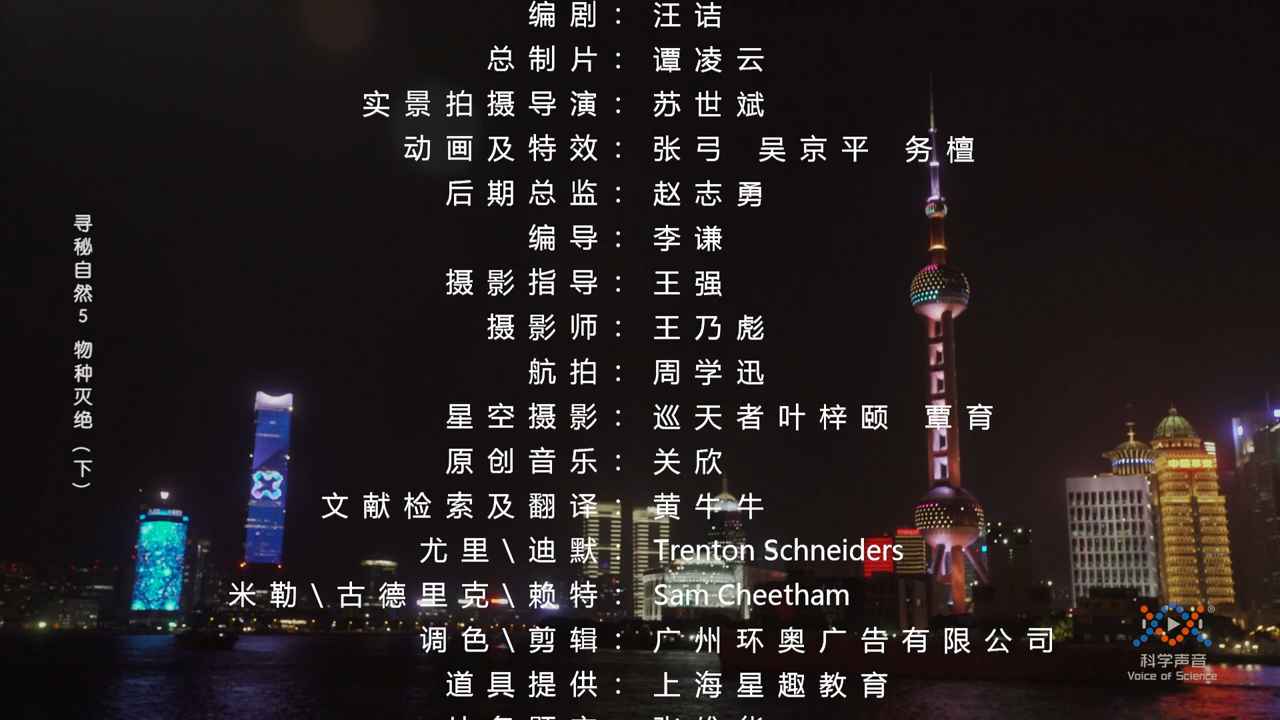 编剧： 汪诘
总制片： 谭凌云
实景拍摄导演： 苏世斌
动画及特效： 张弓 吴京平 务檀
后期总监： 赵志勇
编导： 李谦
摄影指导： 王强
摄影师： 王乃彪
航拍： 周学迅
星空摄影： 巡天者叶梓颐 覃育
原创音乐： 关欣
文献检索及翻译： 黄牛牛
尤里\迪默： Trenton Schneiders
米勒\古德里克\赖特： Sam Cheetham
调色\剪辑： 广州环奥广告有限公司
道具提供： 上海星趣教育
寻秘自然5 物种灭绝（下）
中国平安
科学声音
Voice of Science